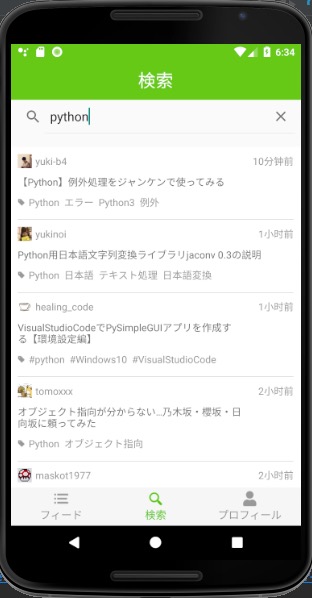 6:34
検索
python
yuki-b4 10分钟前
【Python】例外処理をジャンケンで使ってみる
Python エラー Python3 例外
yukinoi 1小时前
Python用日本語文字列変換ライブラリjaconv 0.3の説明
Python 日本語 テキスト処理 日本語変換
healing_code 1小时前
VisualStudioCodeでPySimpleGUIアプリを作成す
る【環境設定編】
#python #Windows10 #VisualStudioCode
tomoxxx 2小时前
オブジェクト指向が分からない…乃木坂・櫻坂・日
向坂に頼ってみた
Python オブジェクト指向
maskot1977 2小时前
フィード 検索 プロフィール